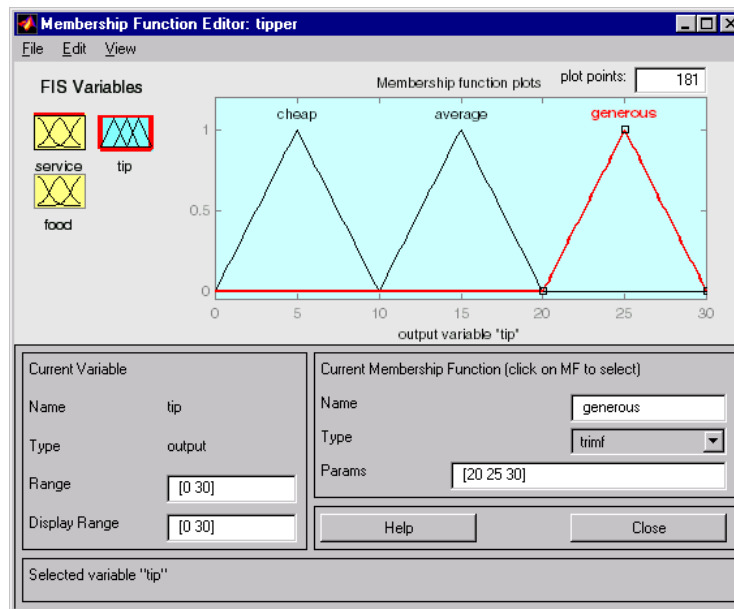 Membership Function Editor: tipper
File Edit View
FIS Variables
Membership function plots
plot points: 181
service
tip
food
cheap
average
generous
1
0.5
0
0 5 10 15 20 25 30
output variable "tip"
Current Variable
Name tip
Type output
Range [0 30]
Display Range [0 30]
Current Membership Function (click on MF to select)
Name generous
Type trimf
Params [20 25 30]
Help Close
Selected variable "tip"